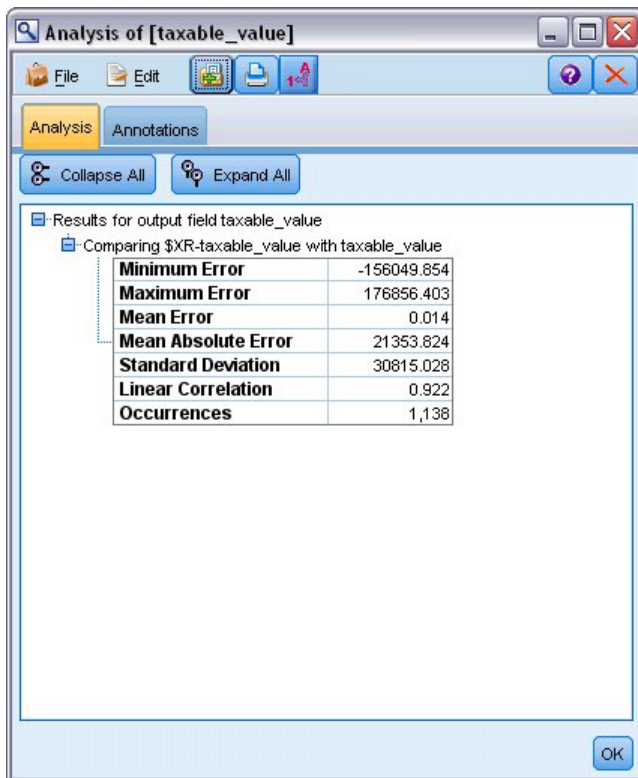 Analysis of [taxable_value]
File Edit
Analysis Annotations
Collapse All Expand All
Results for output field taxable_value
Comparing $XR-taxable_value with taxable_value
Minimum Error -156049.854
Maximum Error 176856.403
Mean Error 0.014
Mean Absolute Error 21353.824
Standard Deviation 30815.028
Linear Correlation 0.922
Occurrences 1,138
OK